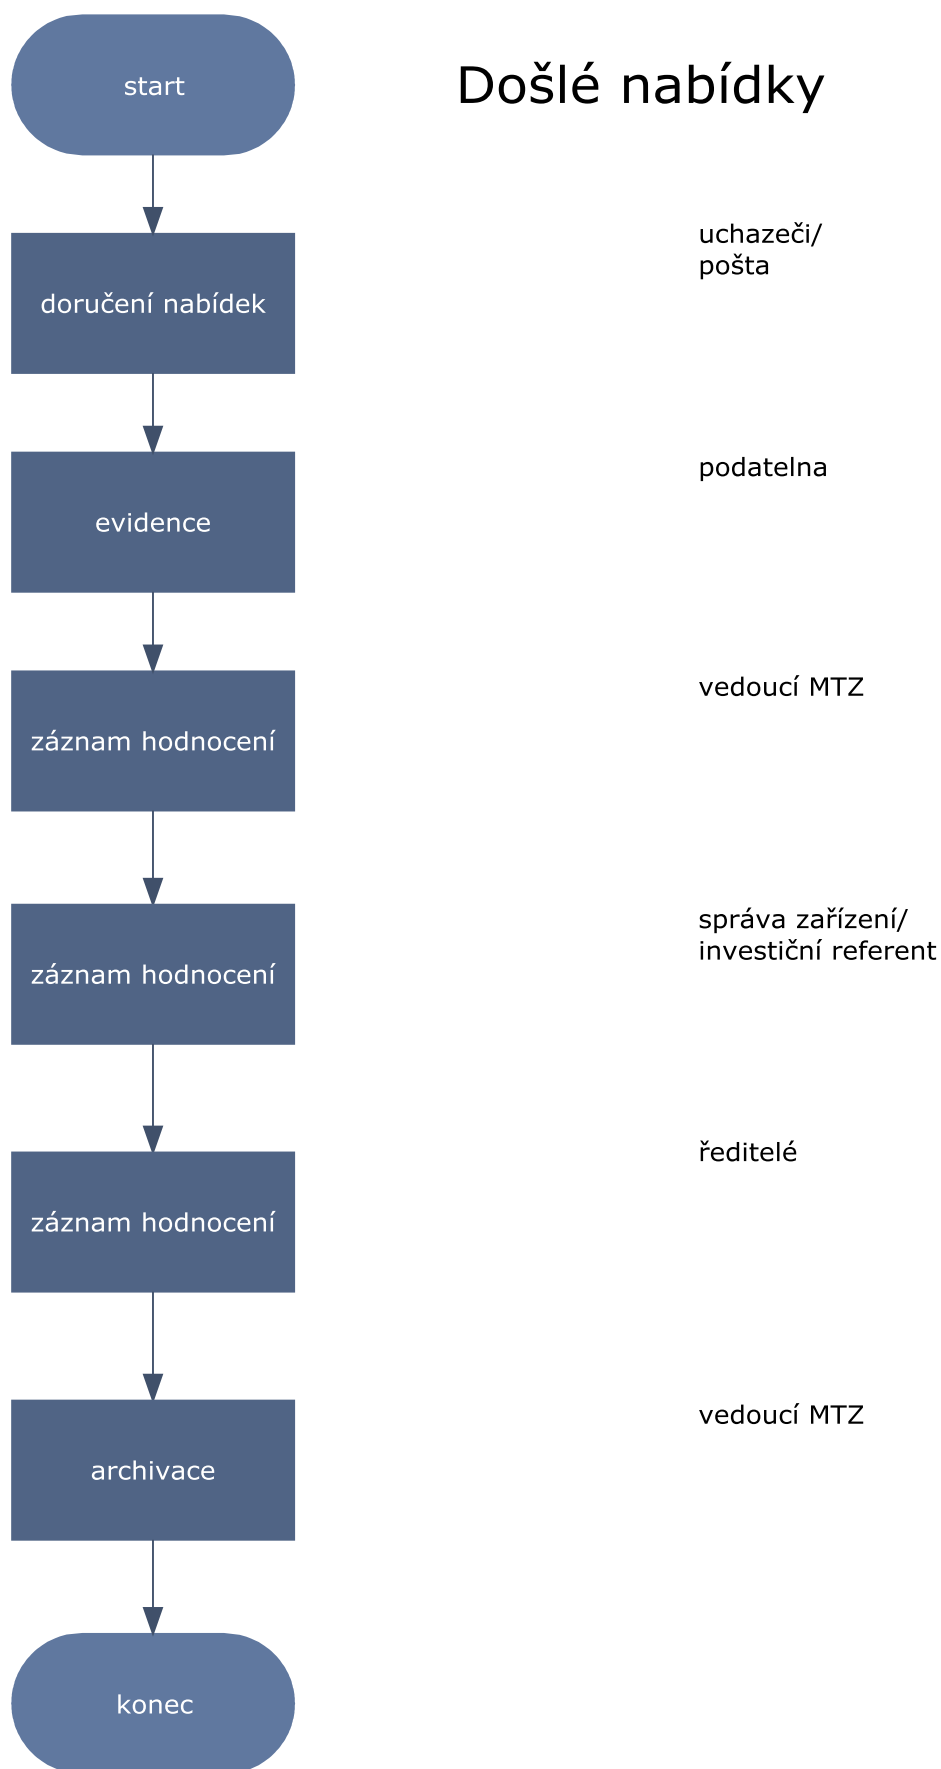 start
Došlé nabídky
uchazeči/
pošta
doručení nabídek
podatelna
evidence
vedoucí MTZ
záznam hodnocení
správa zařízení/
investiční referent
záznam hodnocení
ředitelé
záznam hodnocení
vedoucí MTZ
archivace
konec